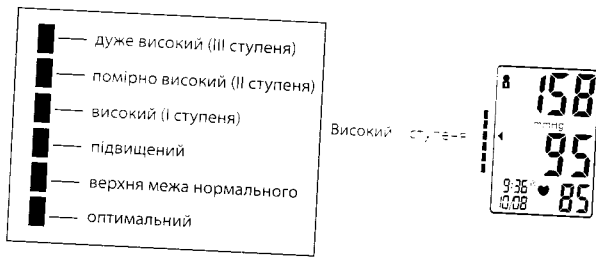 дуже високий (III ступеня)
помірно високий (II ступеня)
високий (I ступеня)
підвищений
верхня межа нормального
оптимальний
Високий ступеня
158
mmHg
95
9:36
10/08
85